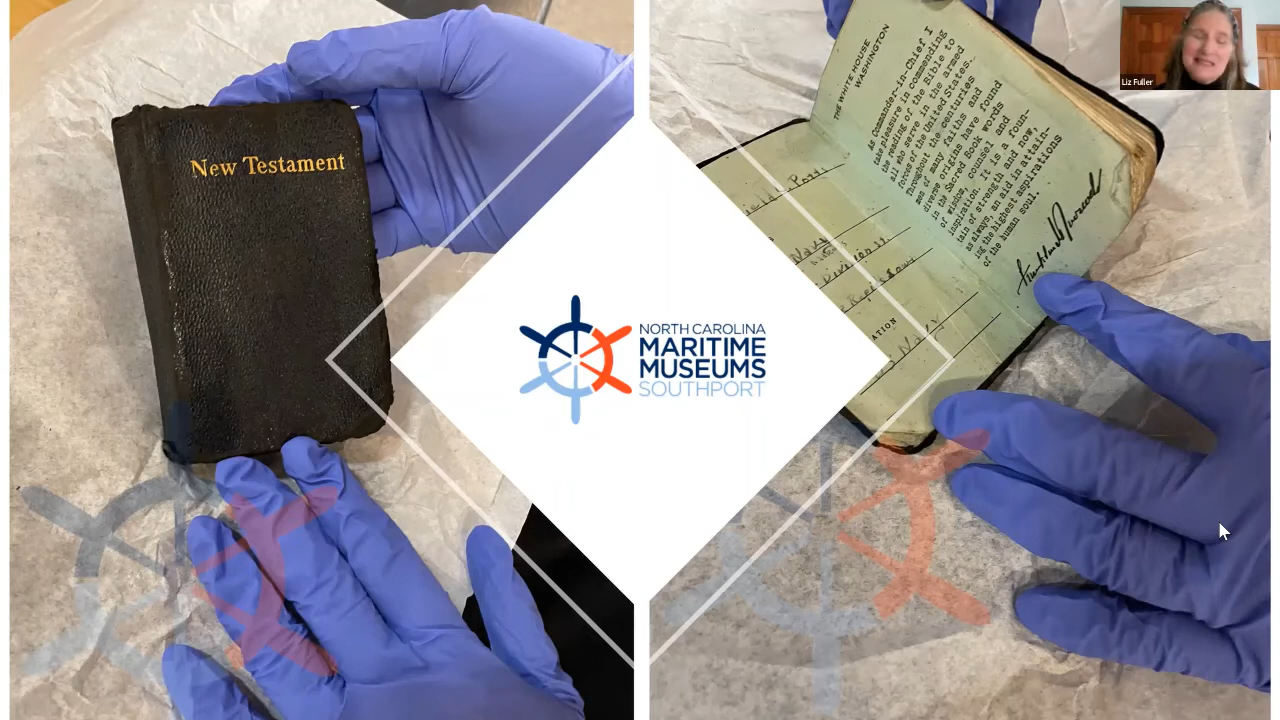 New Testament
THE WHITE HOUSE
WASHINGTON
As Commander-in-Chief I
take pleasure in commending
the reading of the Bible to
all who serve in the armed
forces of the United States.
Throughout the centuries
men of many faiths and
diverse origins have found
in the Sacred Book words
of wisdom, counsel and
inspiration. It is a foun-
tain of strength and now,
as always, an aid in attain-
ing the highest aspirations
of the human soul.
Navy
ATION
Navy
NORTH CAROLINA
MARITIME
MUSEUMS
SOUTHPORT
Liz Fuller